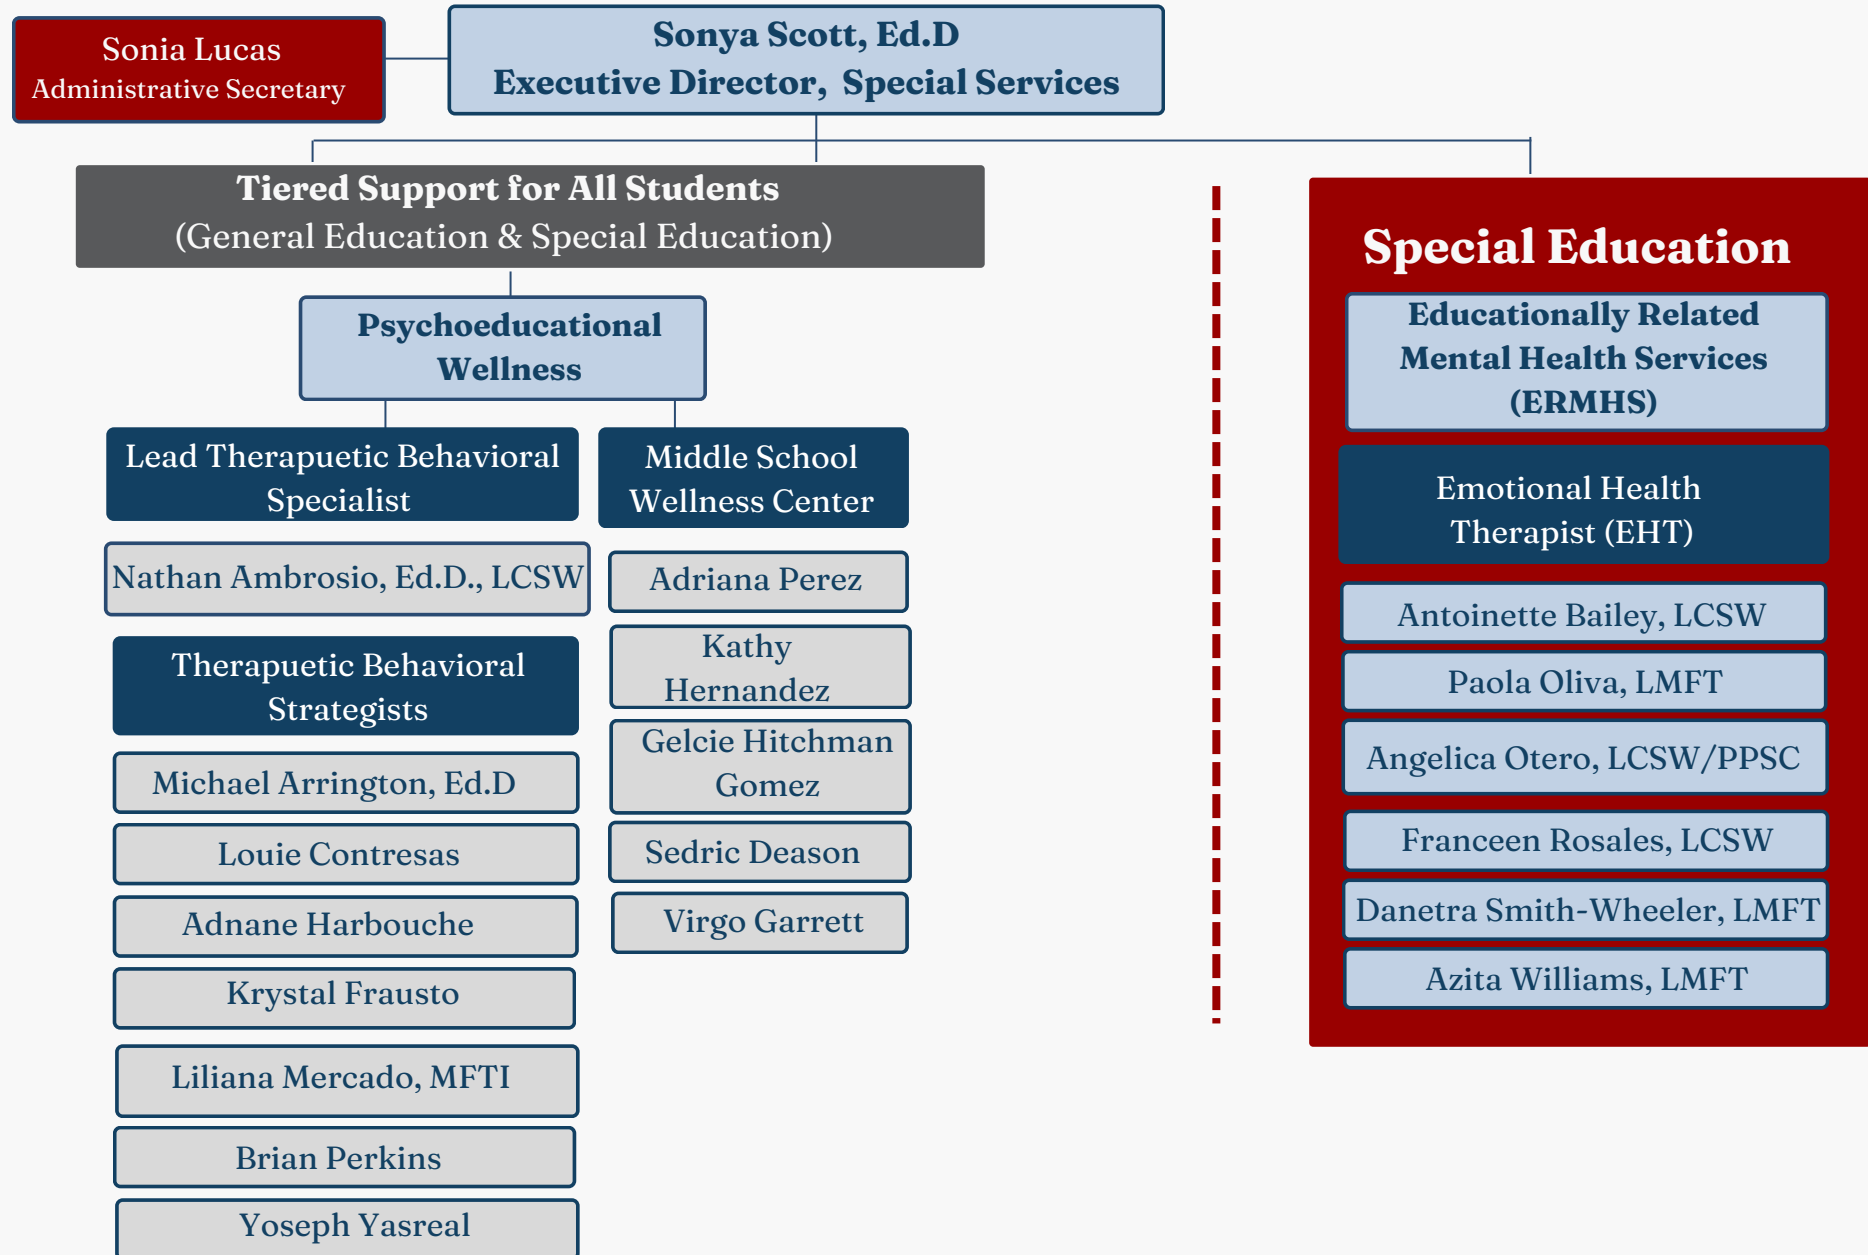 Sonia Lucas
Administrative Secretary
Sonya Scott, Ed.D
Executive Director, Special Services
Tiered Support for All Students
(General Education & Special Education)
Psychoeducational
Wellness
Lead Therapuetic Behavioral
Specialist
Nathan Ambrosio, Ed.D., LCSW
Therapuetic Behavioral
Strategists
Michael Arrington, Ed.D
Louie Contresas
Adnane Harbouche
Krystal Frausto
Liliana Mercado, MFTI
Brian Perkins
Yoseph Yasreal
Middle School
Wellness Center
Adriana Perez
Kathy
Hernandez
Gelcie Hitchman
Gomez
Sedric Deason
Virgo Garrett
Special Education
Educationally Related
Mental Health Services
(ERMHS)
Emotional Health
Therapist (EHT)
Antoinette Bailey, LCSW
Paola Oliva, LMFT
Angelica Otero, LCSW/PPSC
Franceen Rosales, LCSW
Danetra Smith-Wheeler, LMFT
Azita Williams, LMFT